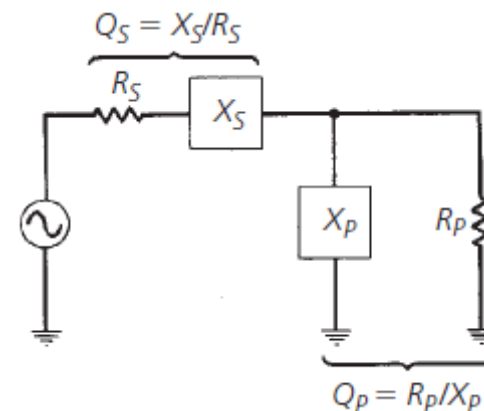 Q_S = X_S/R_S
R_S
X_S
X_P
R_P
Q_P = R_P/X_P